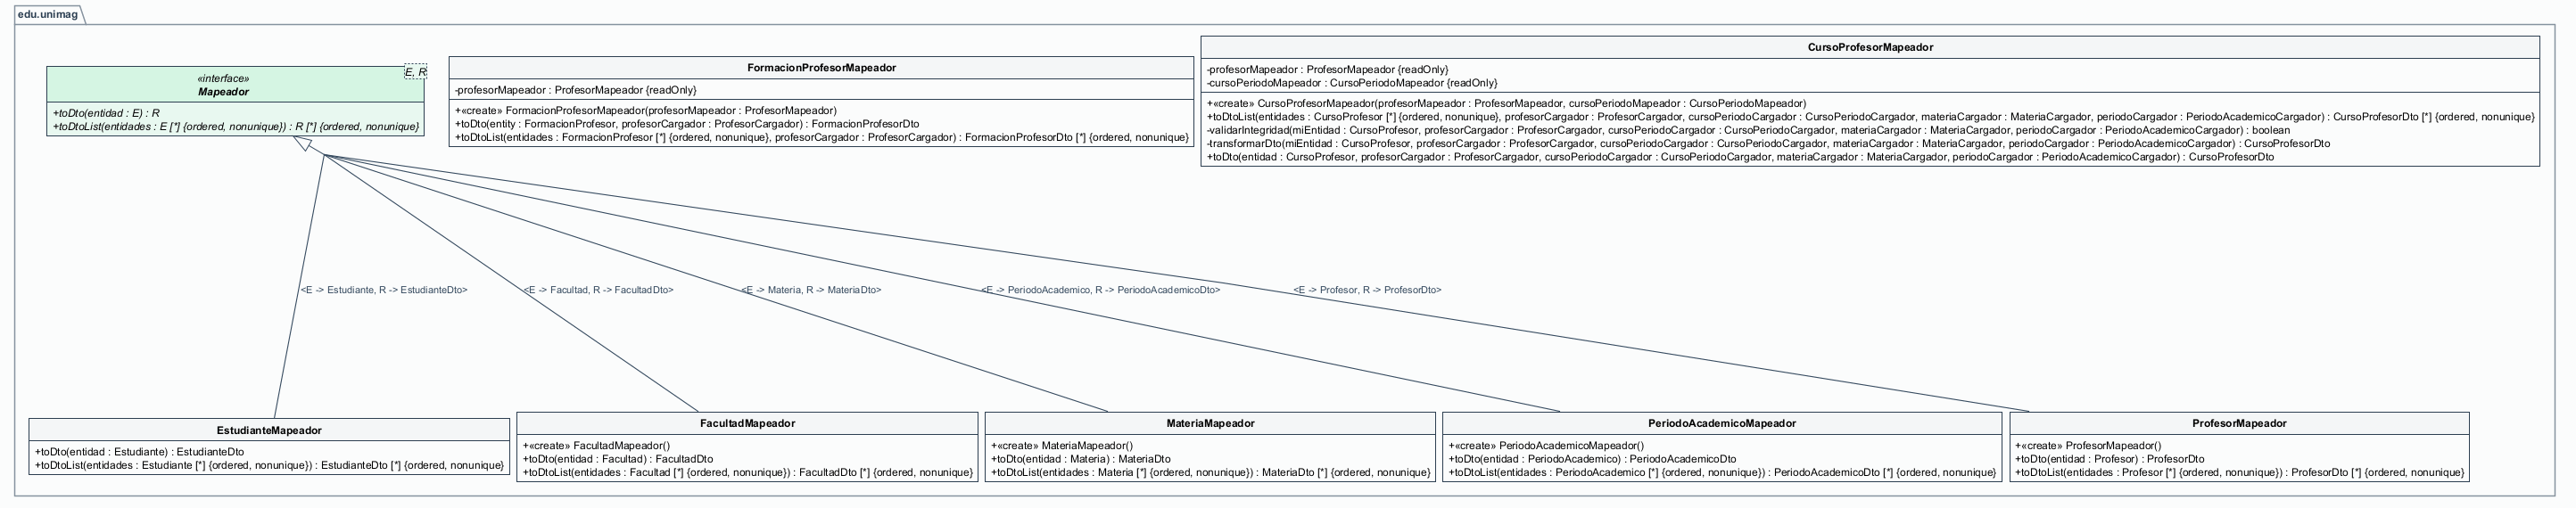 edu.unimag
«interface»
Mapeador
E, R
+toDto(entidad : E) : R
+toDtoList(entidades : E [*] {ordered, nonunique}) : R [*] {ordered, nonunique}
FormacionProfesorMapeador
-profesorMapeador : ProfesorMapeador {readOnly}
+«create» FormacionProfesorMapeador(profesorMapeador : ProfesorMapeador)
+toDto(entity : FormacionProfesor, profesorCargador : ProfesorCargador) : FormacionProfesorDto
+toDtoList(entidades : FormacionProfesor [*] {ordered, nonunique}, profesorCargador : ProfesorCargador) : FormacionProfesorDto [*] {ordered, nonunique}
CursoProfesorMapeador
-profesorMapeador : ProfesorMapeador {readOnly}
-cursoPeriodoMapeador : CursoPeriodoMapeador {readOnly}
+«create» CursoProfesorMapeador(profesorMapeador : ProfesorMapeador, cursoPeriodoMapeador : CursoPeriodoMapeador)
+toDtoList(entidades : CursoProfesor [*] {ordered, nonunique}, profesorCargador : ProfesorCargador, cursoPeriodoCargador : CursoPeriodoCargador, materiaCargador : MateriaCargador, periodoCargador : PeriodoAcademicoCargador) : CursoProfesorDto [*] {ordered, nonunique}
-validarIntegridad(miEntidad : CursoProfesor, profesorCargador : ProfesorCargador, cursoPeriodoCargador : CursoPeriodoCargador, materiaCargador : MateriaCargador, periodoCargador : PeriodoAcademicoCargador) : boolean
-transformarDto(miEntidad : CursoProfesor, profesorCargador : ProfesorCargador, cursoPeriodoCargador : CursoPeriodoCargador, materiaCargador : MateriaCargador, periodoCargador : PeriodoAcademicoCargador) : CursoProfesorDto
+toDto(entidad : CursoProfesor, profesorCargador : ProfesorCargador, cursoPeriodoCargador : CursoPeriodoCargador, materiaCargador : MateriaCargador, periodoCargador : PeriodoAcademicoCargador) : CursoProfesorDto
<E -> Estudiante, R -> EstudianteDto>
<E -> Facultad, R -> FacultadDto>
<E -> Materia, R -> MateriaDto>
<E -> PeriodoAcademico, R -> PeriodoAcademicoDto>
<E -> Profesor, R -> ProfesorDto>
EstudianteMapeador
+toDto(entidad : Estudiante) : EstudianteDto
+toDtoList(entidades : Estudiante [*] {ordered, nonunique}) : EstudianteDto [*] {ordered, nonunique}
FacultadMapeador
+«create» FacultadMapeador()
+toDto(entidad : Facultad) : FacultadDto
+toDtoList(entidades : Facultad [*] {ordered, nonunique}) : FacultadDto [*] {ordered, nonunique}
MateriaMapeador
+«create» MateriaMapeador()
+toDto(entidad : Materia) : MateriaDto
+toDtoList(entidades : Materia [*] {ordered, nonunique}) : MateriaDto [*] {ordered, nonunique}
PeriodoAcademicoMapeador
+«create» PeriodoAcademicoMapeador()
+toDto(entidad : PeriodoAcademico) : PeriodoAcademicoDto
+toDtoList(entidades : PeriodoAcademico [*] {ordered, nonunique}) : PeriodoAcademicoDto [*] {ordered, nonunique}
ProfesorMapeador
+«create» ProfesorMapeador()
+toDto(entidad : Profesor) : ProfesorDto
+toDtoList(entidades : Profesor [*] {ordered, nonunique}) : ProfesorDto [*] {ordered, nonunique}